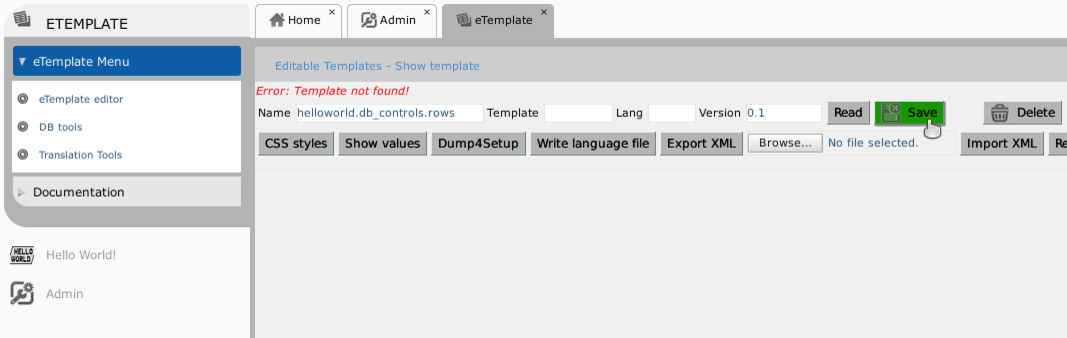 ETEMPLATE
Home × Admin × eTemplate ×
eTemplate Menu
eTemplate editor
DB tools
Translation Tools
Documentation
HELLO WORLD! Hello World!
Admin
Editable Templates - Show template
Error: Template not found!
Name helloworld.db_controls.rows Template Lang Version 0.1 Read Save Delete
CSS styles Show values Dump4Setup Write language file Export XML Browse... No file selected. Import XML Re